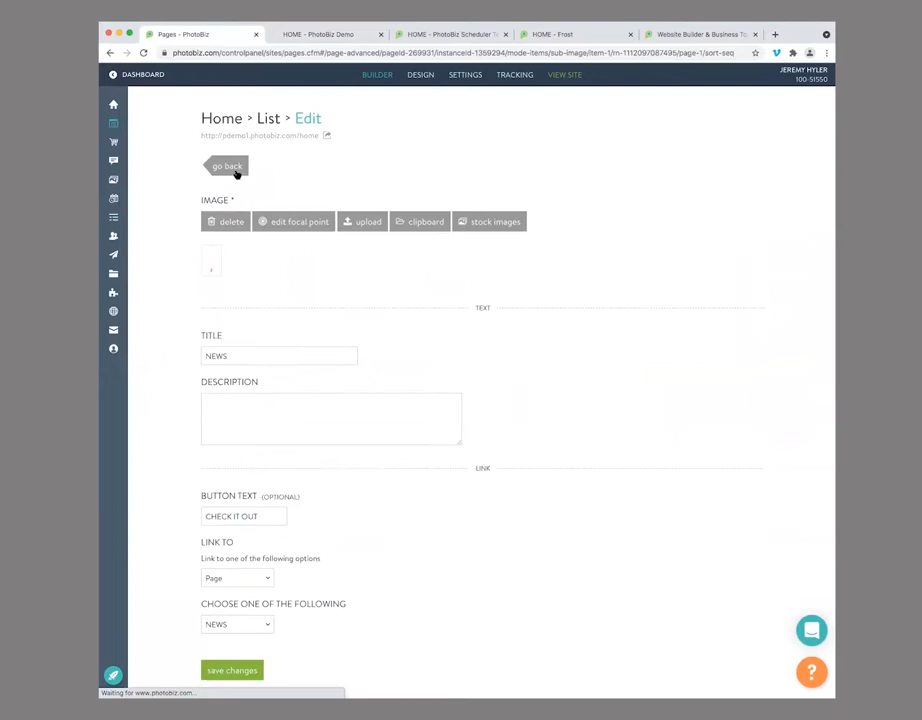 Pages - PhotoBiz
HOME - PhotoBiz Demo
HOME - PhotoBiz Scheduler
HOME - Frost
Website Builder & Business To
photobiz.com/controlpanel/sites/pages.cfm#/page-advanced/pageId-269931/instanceId-1359294/mode-items/sub-image/item-1/rn-1112097087495/page-1/sort-seq
DASHBOARD
BUILDER
DESIGN
SETTINGS
TRACKING
VIEW SITE
JEREMY HYLER
100-51550
Home > List > Edit
http://pdemo1.photobiz.com/home
go back
IMAGE *
delete
edit focal point
upload
clipboard
stock images
TEXT
TITLE
NEWS
DESCRIPTION
LINK
BUTTON TEXT (OPTIONAL)
CHECK IT OUT
LINK TO
Link to one of the following options
Page
CHOOSE ONE OF THE FOLLOWING
NEWS
save changes
?
Waiting for www.photobiz.com...